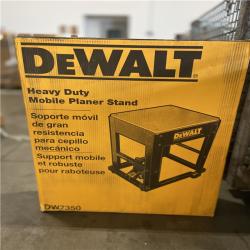 DEWALT
Heavy Duty
Mobile Planer Stand
Soporte móvil
de gran
resistencia
para cepillo
mecánico
Support mobile
et robuste
pour raboteuse
DEWALT
DW7350